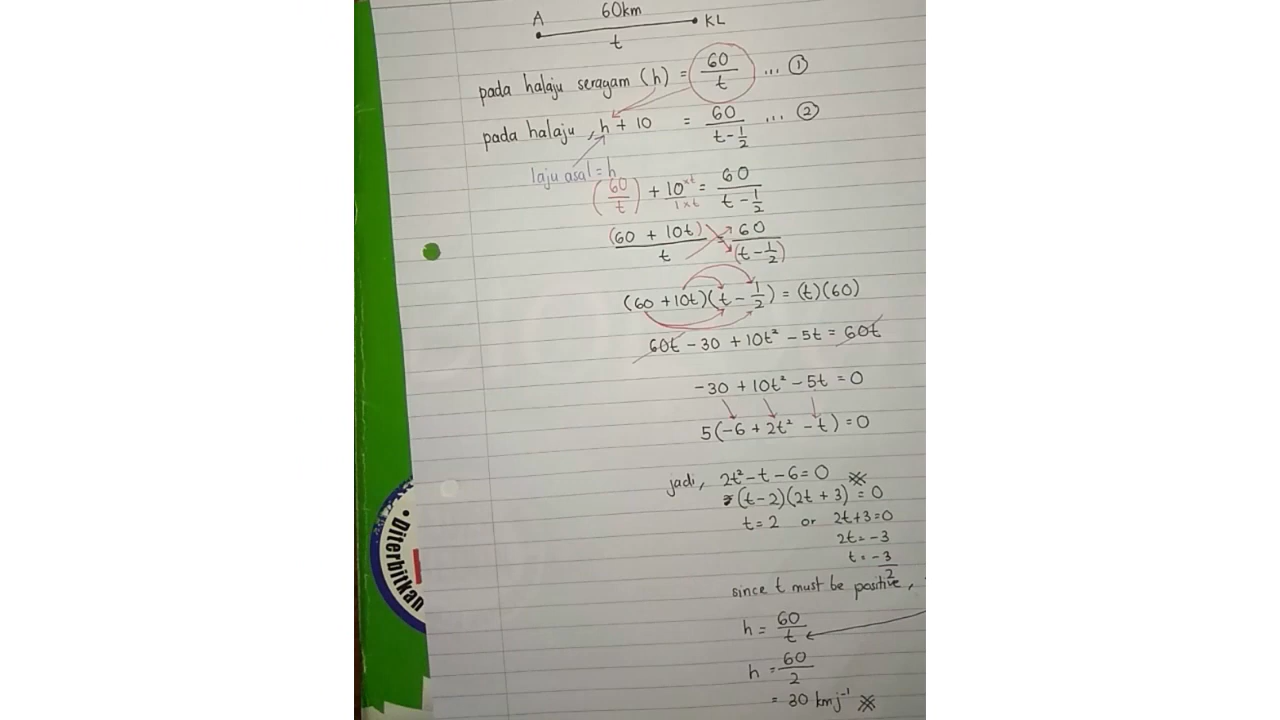 A 60km KL
t
pada halaju seragam (h) = 60/t ... ①
pada halaju, h + 10 = 60/(t - 1/2) ... ②
laju asal = h
(60/t) + 10 ×t/1 ×t = 60/(t - 1/2)
(60 + 10t)/t = 60/(t - 1/2)
(60 + 10t)(t - 1/2) = (t)(60)
60t - 30 + 10t² - 5t = 60t
-30 + 10t² - 5t = 0
5(-6 + 2t² - t) = 0
jadi, 2t² - t - 6 = 0
(t - 2)(2t + 3) = 0
t = 2 or 2t + 3 = 0
2t = -3
t = -3/2
since t must be positive,
h = 60/t
h = 60/2
= 30 kmj⁻¹
• Diterbitkan